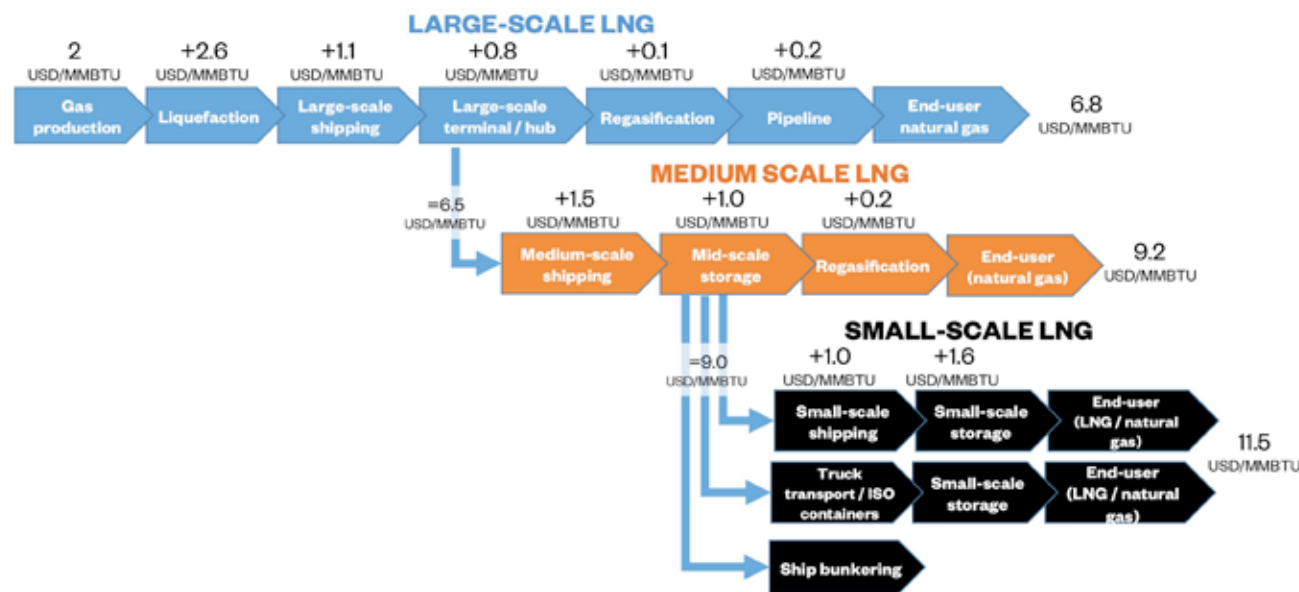 LARGE-SCALE LNG
2
USD/MMBTU
+2.6
USD/MMBTU
+1.1
USD/MMBTU
+0.8
USD/MMBTU
+0.1
USD/MMBTU
+0.2
USD/MMBTU
Gas
production
Liquefaction
Large-scale
shipping
Large-scale
terminal / hub
Regasification
Pipeline
End-user
natural gas
6.8
USD/MMBTU
MEDIUM SCALE LNG
=6.5
USD/MMBTU
+1.5
USD/MMBTU
+1.0
USD/MMBTU
+0.2
USD/MMBTU
Medium-scale
shipping
Mid-scale
storage
Regasification
End-user
(natural gas)
9.2
USD/MMBTU
SMALL-SCALE LNG
=9.0
USD/MMBTU
+1.0
USD/MMBTU
+1.6
USD/MMBTU
Small-scale
shipping
Small-scale
storage
End-user
(LNG / natural
gas)
11.5
USD/MMBTU
Truck
transport / ISO
containers
Small-scale
storage
End-user
(LNG / natural
gas)
Ship bunkering